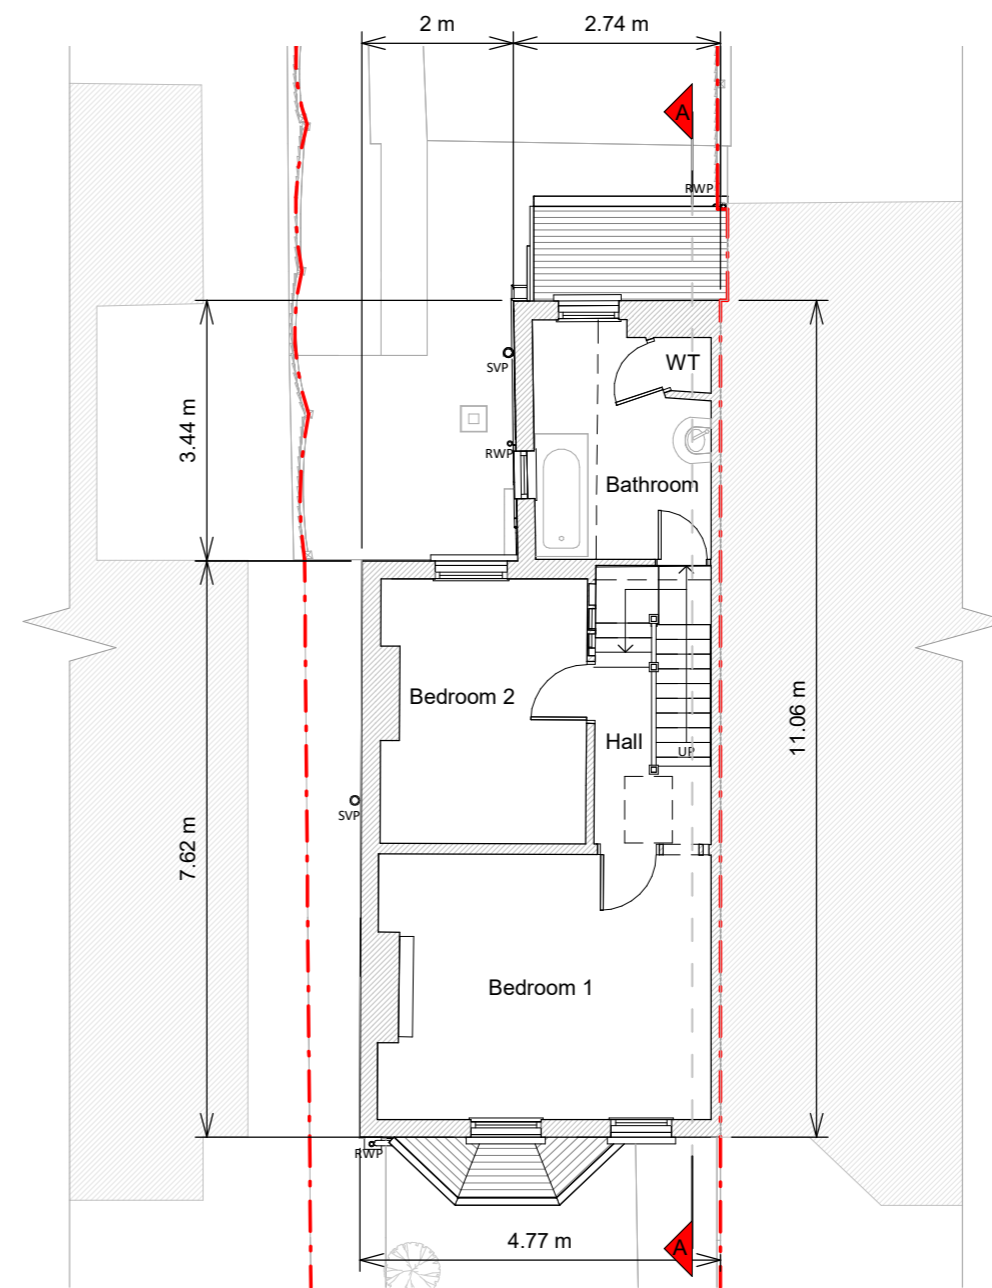 2 m
2.74 m
A
RWP
WT
SVP
3.44 m
RWP
Bathroom
Bedroom 2
Hall
11.06 m
UP
SVP
7.62 m
Bedroom 1
RWP
4.77 m
A